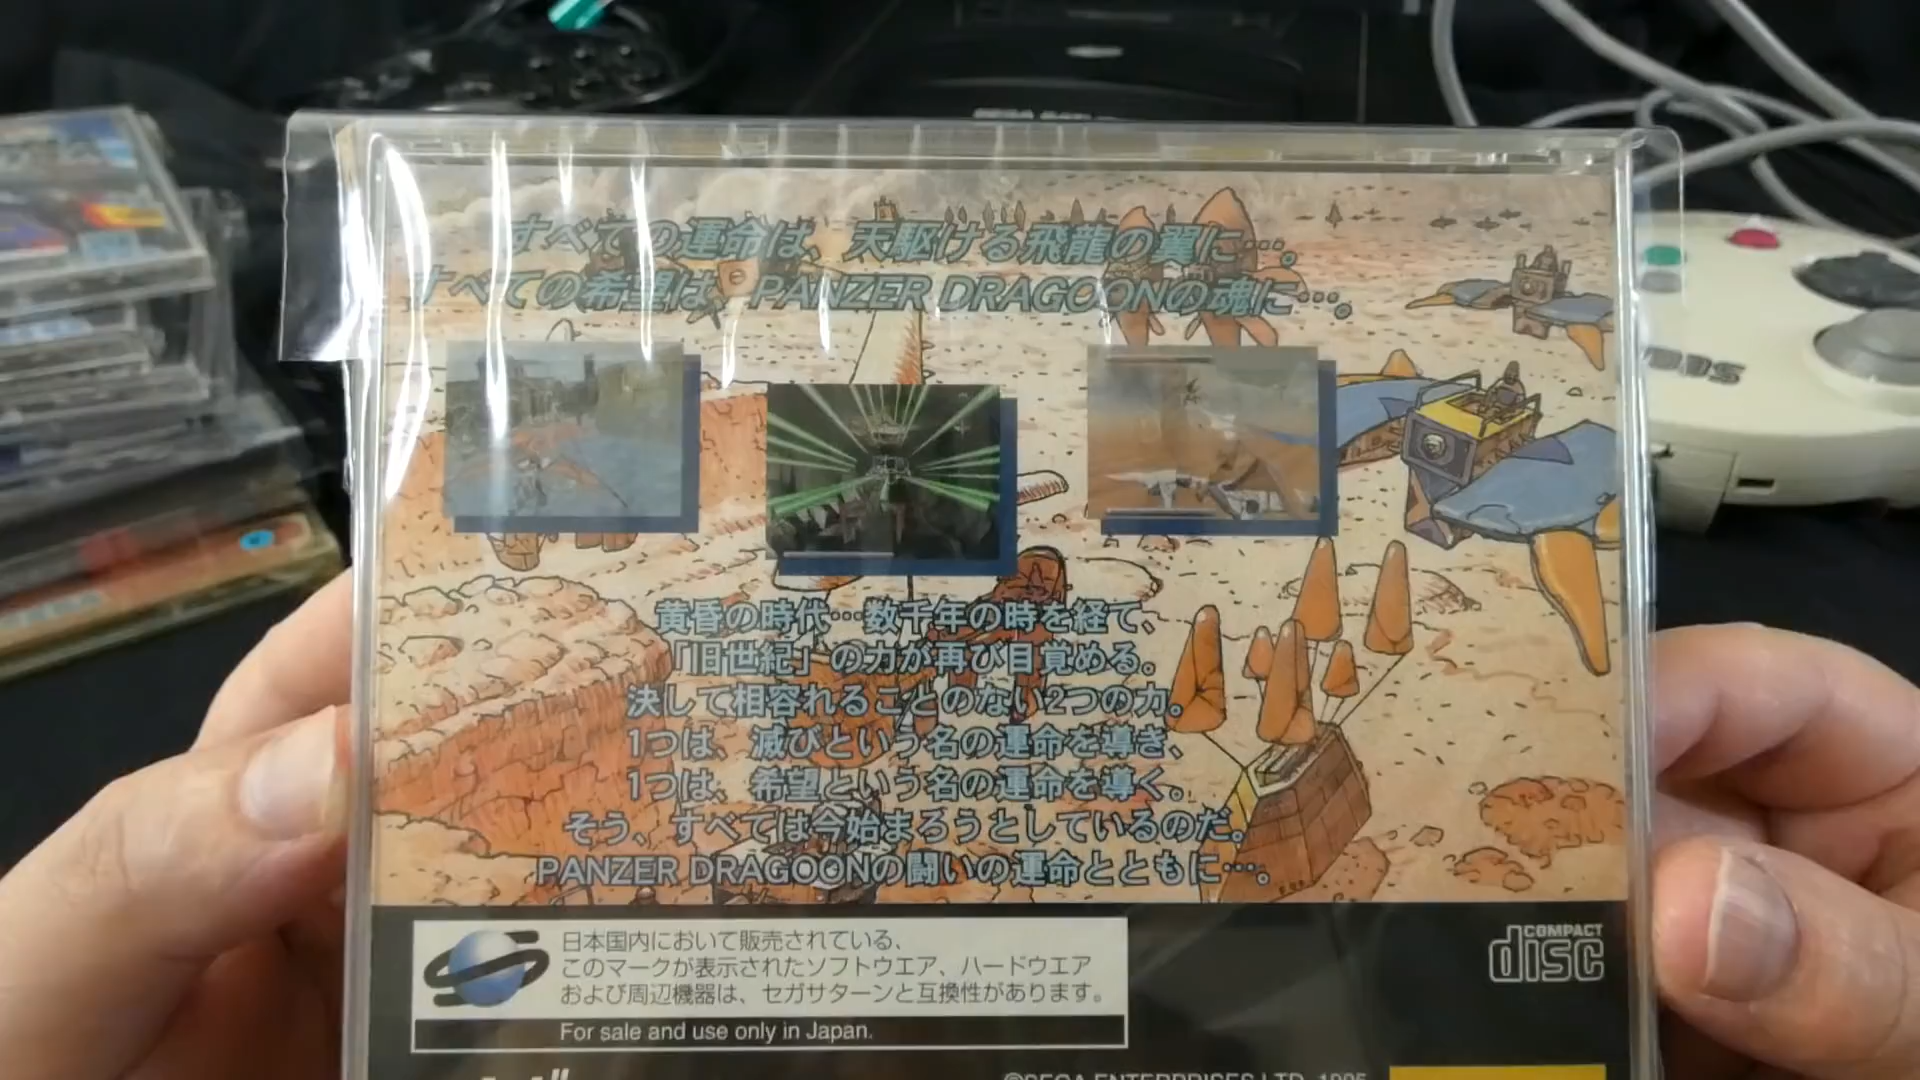 すべての運命は、天駆ける飛龍の翼に…。
すべての希望は、PANZER DRAGOONの魂に…。
黄昏の時代…数千年の時を経て、
「旧世紀」の力が再び目覚める。
決して相容れることのない2つの力。
1つは、滅びという名の運命を導き、
1つは、希望という名の運命を導く。
そう、すべては今始まろうとしているのだ。
PANZER DRAGOONの闘いの運命とともに…。
日本国内において販売されている、
このマークが表示されたソフトウエア、ハードウエア
および周辺機器は、セガサターンと互換性があります。
For sale and use only in Japan.
COMPACT
disc
©SEGA ENTERPRISES LTD. 1995